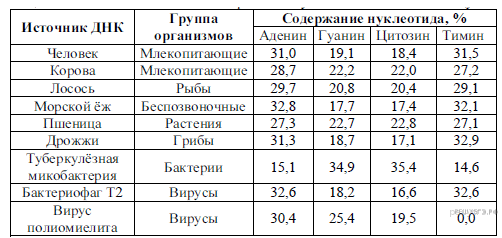 Источник ДНК Группа организмов Содержание нуклеотида, %
Аденин Гуанин Цитозин Тимин
Человек Млекопитающие 31,0 19,1 18,4 31,5
Корова Млекопитающие 28,7 22,2 22,0 27,2
Лосось Рыбы 29,7 20,8 20,4 29,1
Морской ёж Беспозвоночные 32,8 17,7 17,4 32,1
Пшеница Растения 27,3 22,7 22,8 27,1
Дрожжи Грибы 31,3 18,7 17,1 32,9
Туберкулёзная микобактерия Бактерии 15,1 34,9 35,4 14,6
Бактериофаг Т2 Вирусы 32,6 18,2 16,6 32,6
Вирус полиомиелита Вирусы 30,4 25,4 19,5 0,0